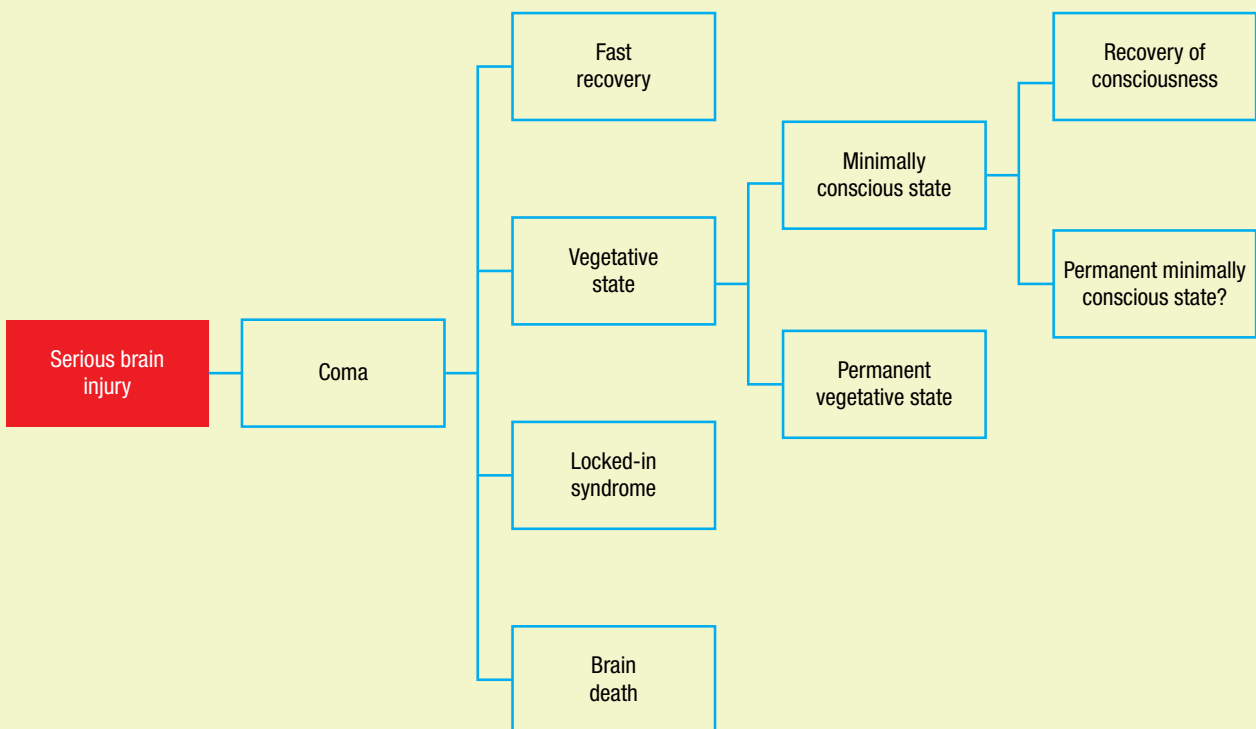 Serious brain
injury
Coma
Fast
recovery
Vegetative
state
Locked-in
syndrome
Brain
death
Minimally
conscious state
Permanent
vegetative state
Recovery of
consciousness
Permanent minimally
conscious state?